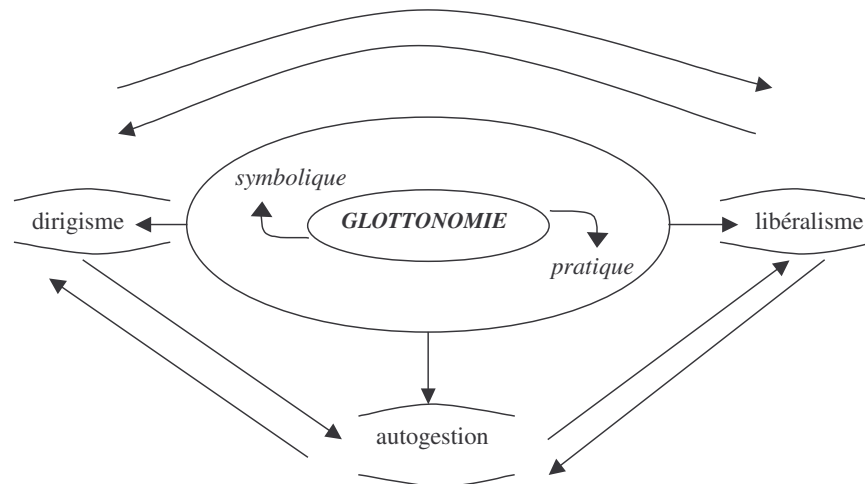 symbolique
dirigisme
GLOTTONOMIE
libéralisme
pratique
autogestion